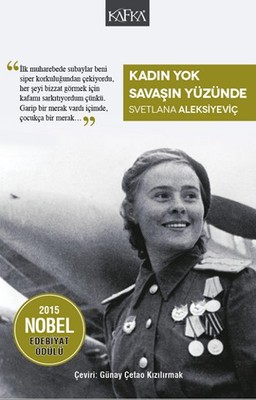 KAFKA
"İlk muharebede subaylar beni
siper korkuluğundan çekiyordu,
her şeyi bizzat görmek için
kafamı sarkıtıyordum çünkü.
Garip bir merak vardı içimde,
çocukça bir merak..."
KADIN YOK
SAVAŞIN YÜZÜNDE
SVETLANA ALEKSİYEVİÇ
2015
NOBEL
EDEBİYAT
ÖDÜLÜ
Çeviri: Günay Çetao Kızılırmak